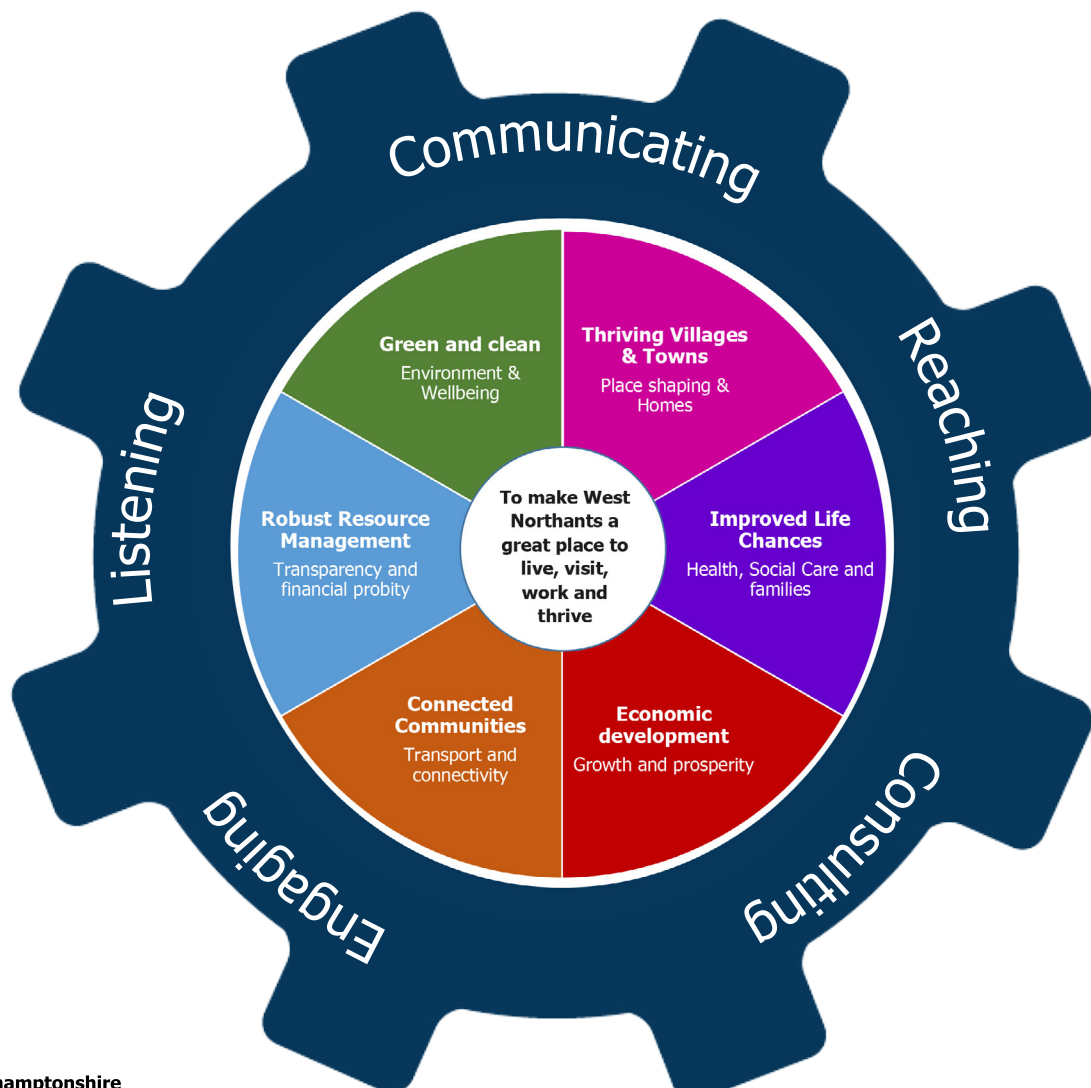 Communicating
Reaching
Consulting
Engaging
Listening
Green and clean
Environment &
Wellbeing
Thriving Villages
& Towns
Place shaping &
Homes
Robust Resource
Management
Transparency and
financial probity
To make West
Northants a
great place to
live, visit,
work and
thrive
Improved Life
Chances
Health, Social Care and
families
Connected
Communities
Transport and
connectivity
Economic
development
Growth and prosperity